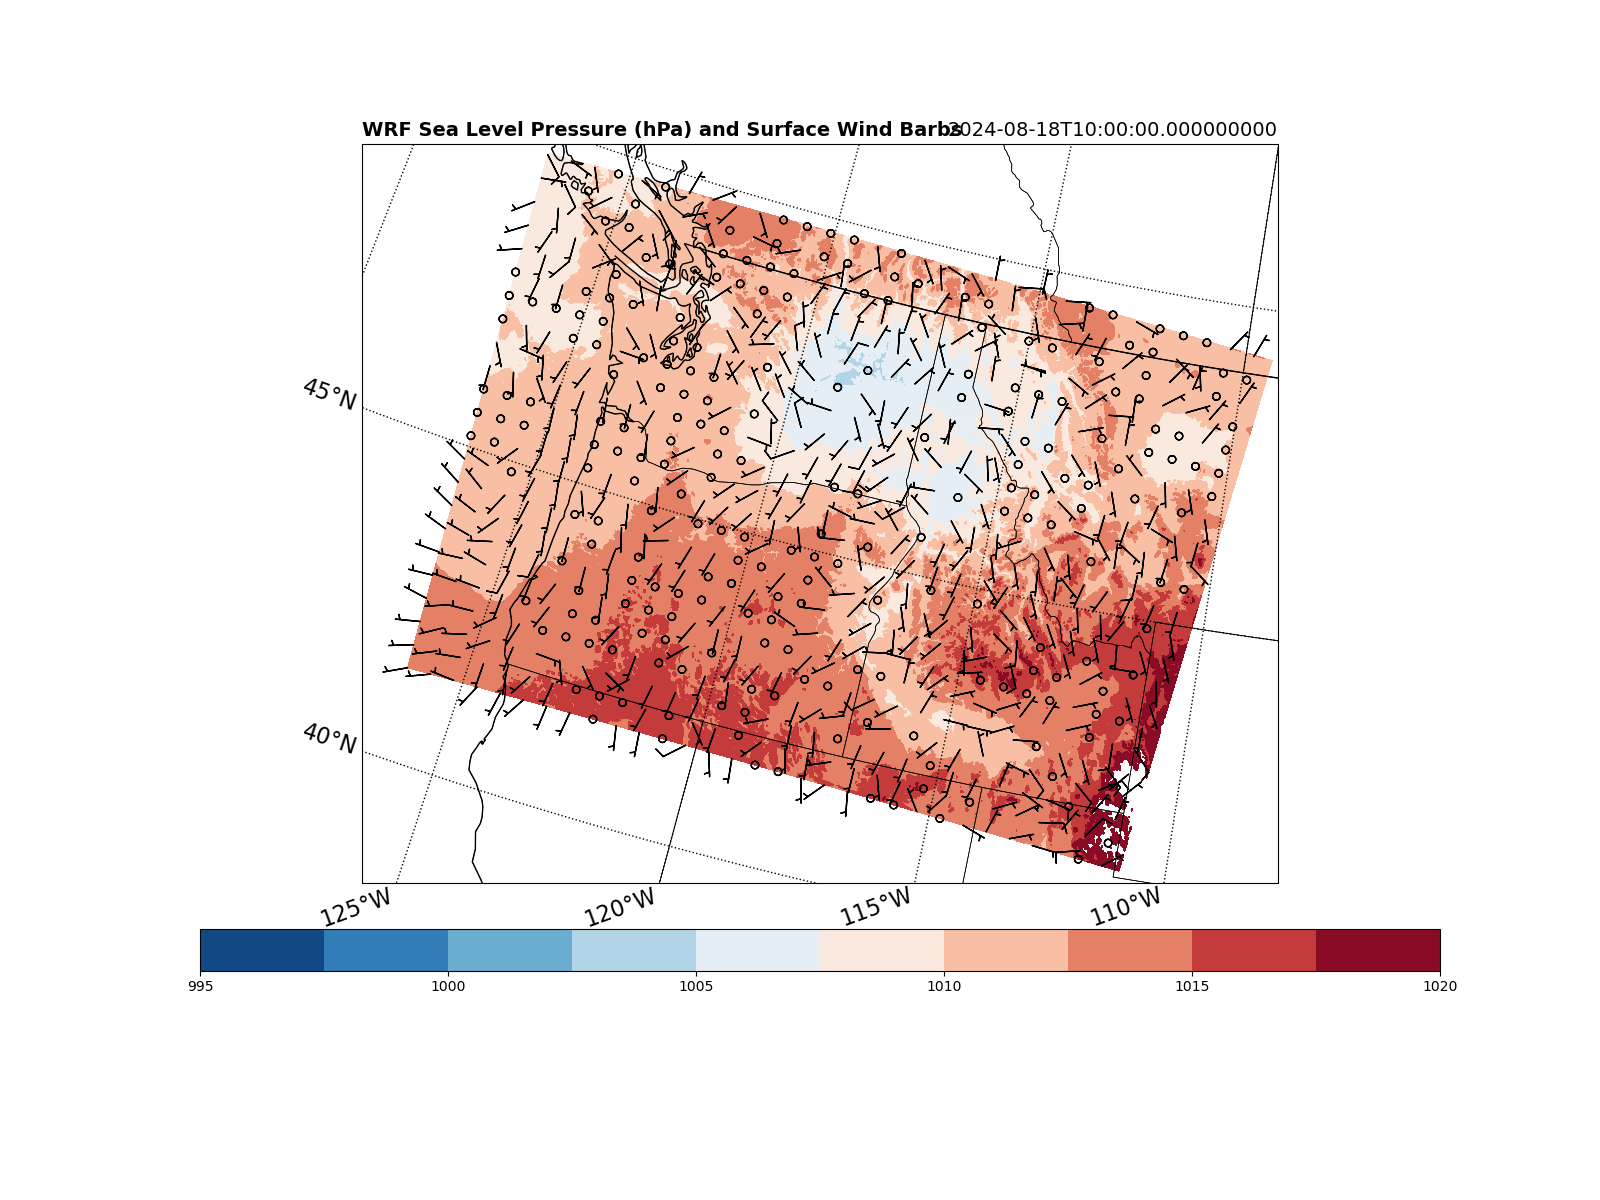 WRF Sea Level Pressure (hPa) and Surface Wind Barbs 2024-08-18T10:00:00.000000000
45°N
40°N
125°W 120°W 115°W 110°W
995 1000 1005 1010 1015 1020